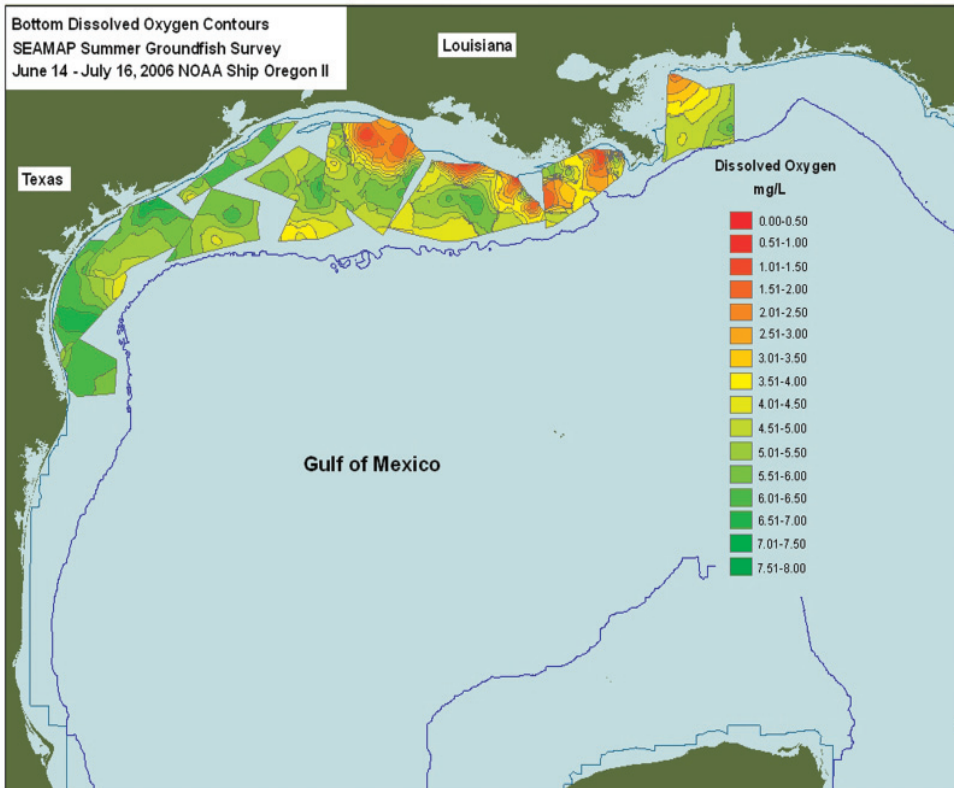 Bottom Dissolved Oxygen Contours
SEAMAP Summer Groundfish Survey
June 14 - July 16, 2006 NOAA Ship Oregon II
Louisiana
Texas
Dissolved Oxygen
mg/L
0.00-0.50
0.51-1.00
1.01-1.50
1.51-2.00
2.01-2.50
2.51-3.00
3.01-3.50
3.51-4.00
4.01-4.50
4.51-5.00
5.01-5.50
5.51-6.00
6.01-6.50
6.51-7.00
7.01-7.50
7.51-8.00
Gulf of Mexico